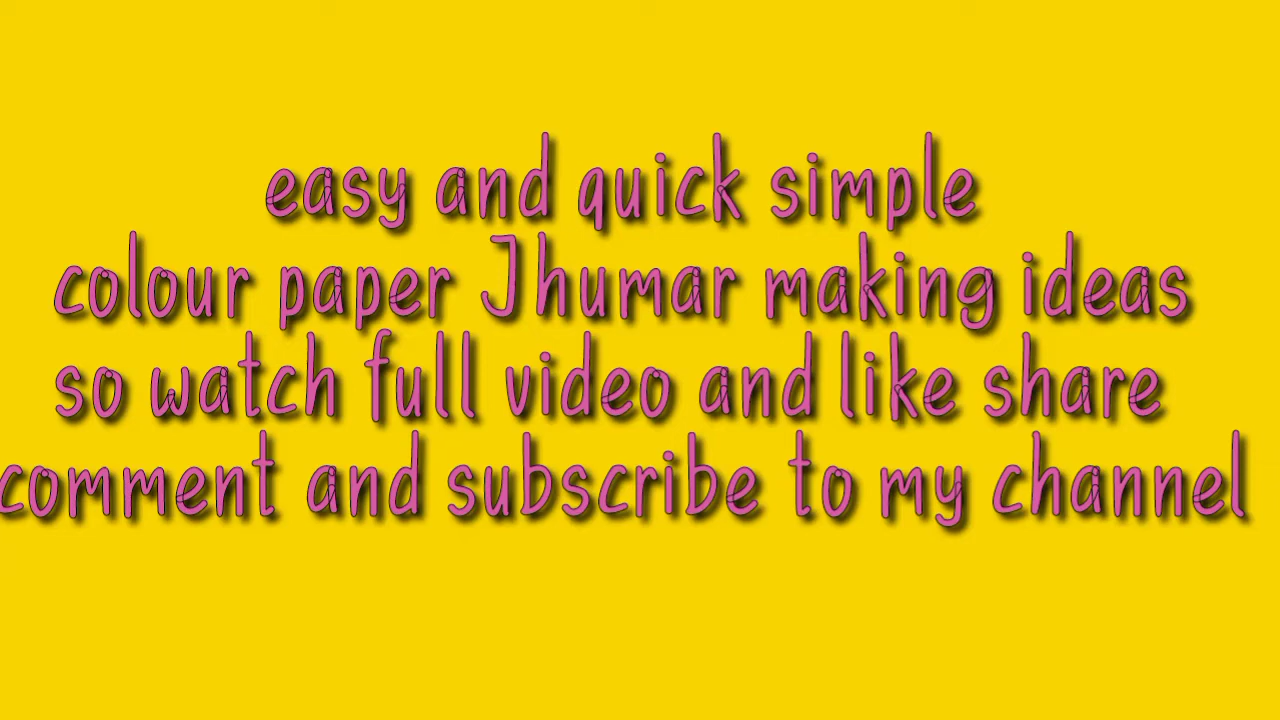 easy and quick simple
colour paper Jhumar making ideas
so watch full video and like share
comment and subscribe to my channel